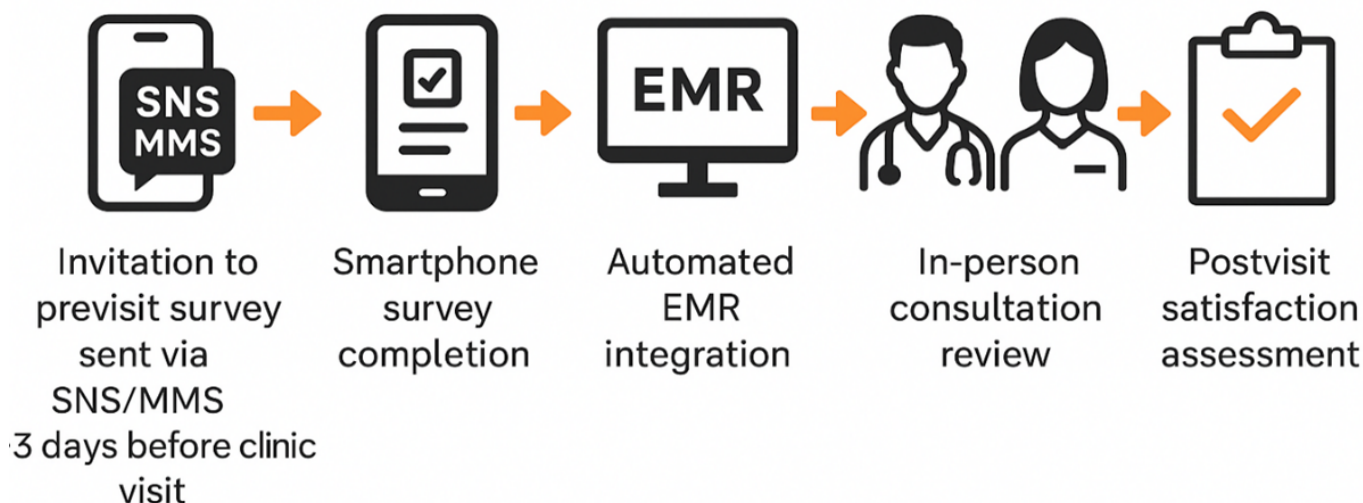 SNS
MMS
EMR
Invitation to
previsit survey
sent via
SNS/MMS
3 days before clinic
visit
Smartphone
survey
completion
Automated
EMR
integration
In-person
consultation
review
Postvisit
satisfaction
assessment